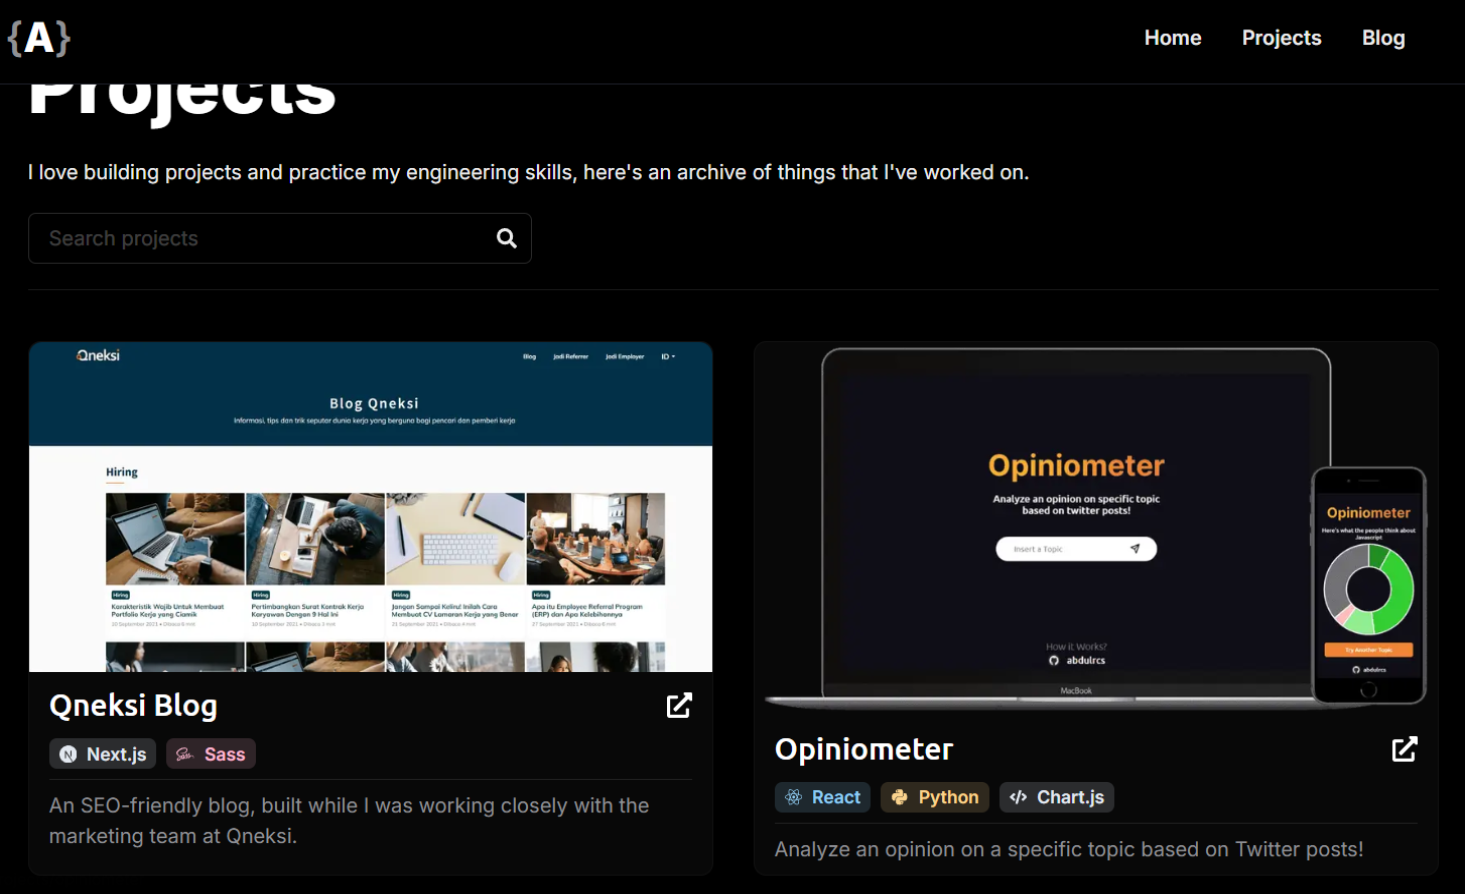 {A}
Home Projects Blog
Projects
I love building projects and practice my engineering skills, here's an archive of things that I've worked on.
Search projects
Qneksi
Blog Jadi Referrer Jadi Employer ID
Blog Qneksi
Informasi, tips dan trik seputar dunia kerja yang berguna bagi pencari dan pemberi kerja
Hiring
Hiring
Karakteristik Wajib Untuk Membuat
Portfolio Kerja yang Ciamik
Hiring
Pertimbangkan Surat Kontrak Kerja
Karyawan Dengan 9 Hal Ini
Hiring
Jangan Sampai Keliru! Inilah Cara
Membuat CV Lamaran Kerja yang Benar
Hiring
Apa itu Employee Referral Program
(ERP) dan Apa Kelebihannya
Qneksi Blog
Next.js Sass
An SEO-friendly blog, built while I was working closely with the
marketing team at Qneksi.
Opiniometer
Analyze an opinion on specific topic
based on twitter posts!
Insert a Topic
How it Works?
abdulrcs
MacBook
Opiniometer
Here's what the people think about
Javascript
Try Another Topic
abdulrcs
Opiniometer
React Python Chart.js
Analyze an opinion on a specific topic based on Twitter posts!